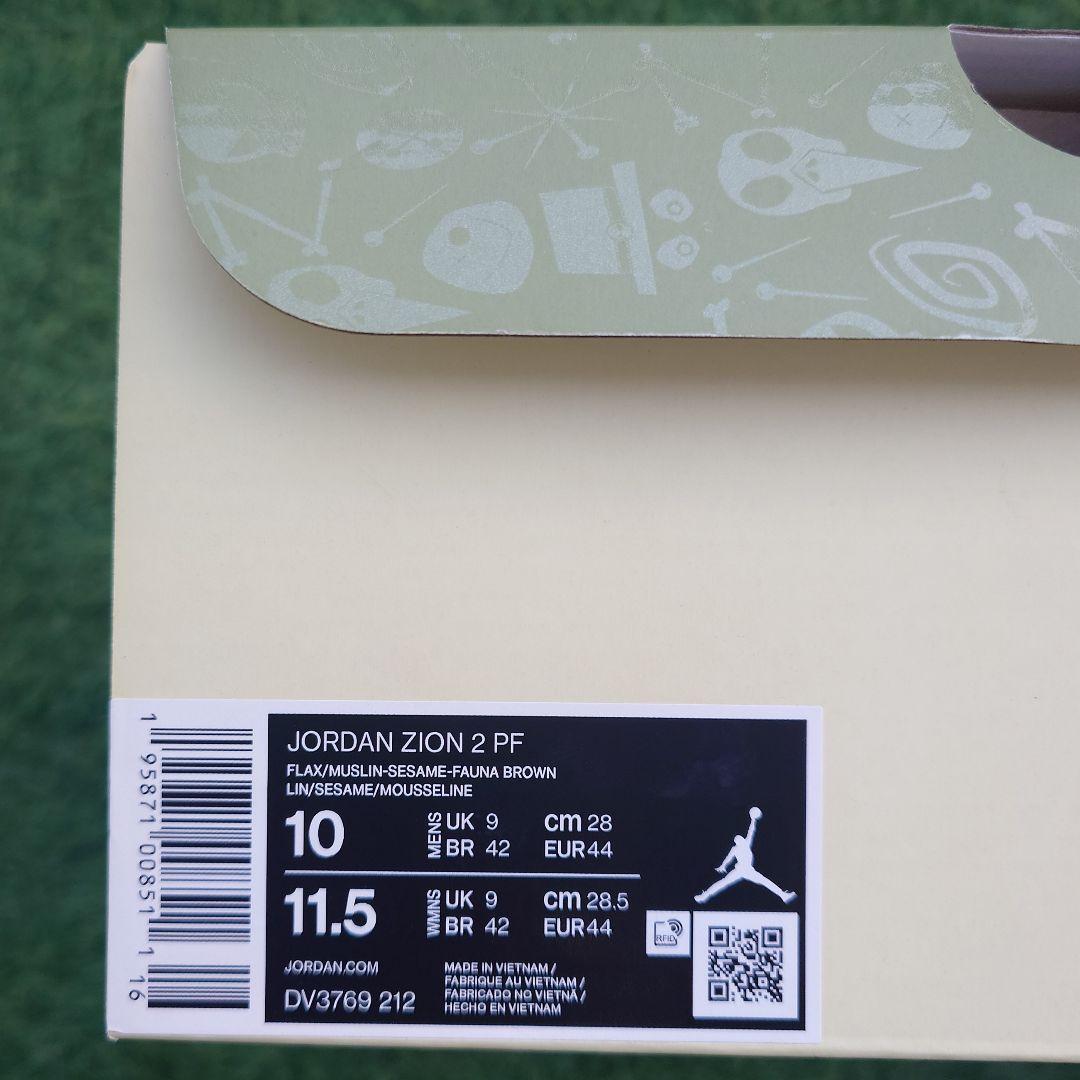 JORDAN ZION 2 PF
FLAX/MUSLIN-SESAME-FAUNA BROWN
LIN/SESAME/MOUSSELINE
10 MENS UK 9 cm 28
BR 42 EUR 44
11.5 WMNS UK 9 cm 28.5
BR 42 EUR 44
JORDAN.COM
DV3769 212
MADE IN VIETNAM /
FABRIQUE AU VIETNAM /
FABRICADO NO VIETNÃ /
HECHO EN VIETNAM
RFID
1 95871 00851 1 16